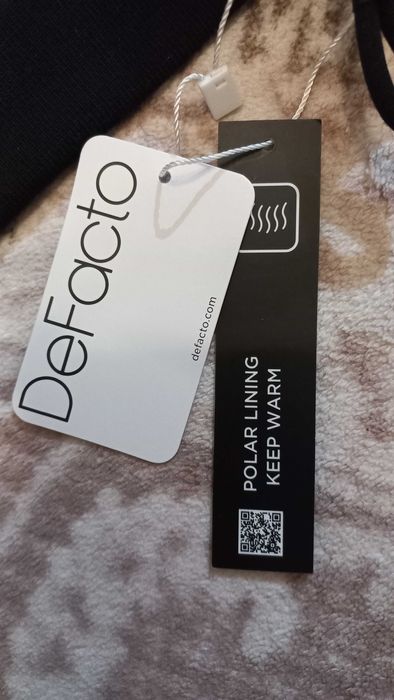 DeFacto
defacto.com
POLAR LINING
KEEP WARM